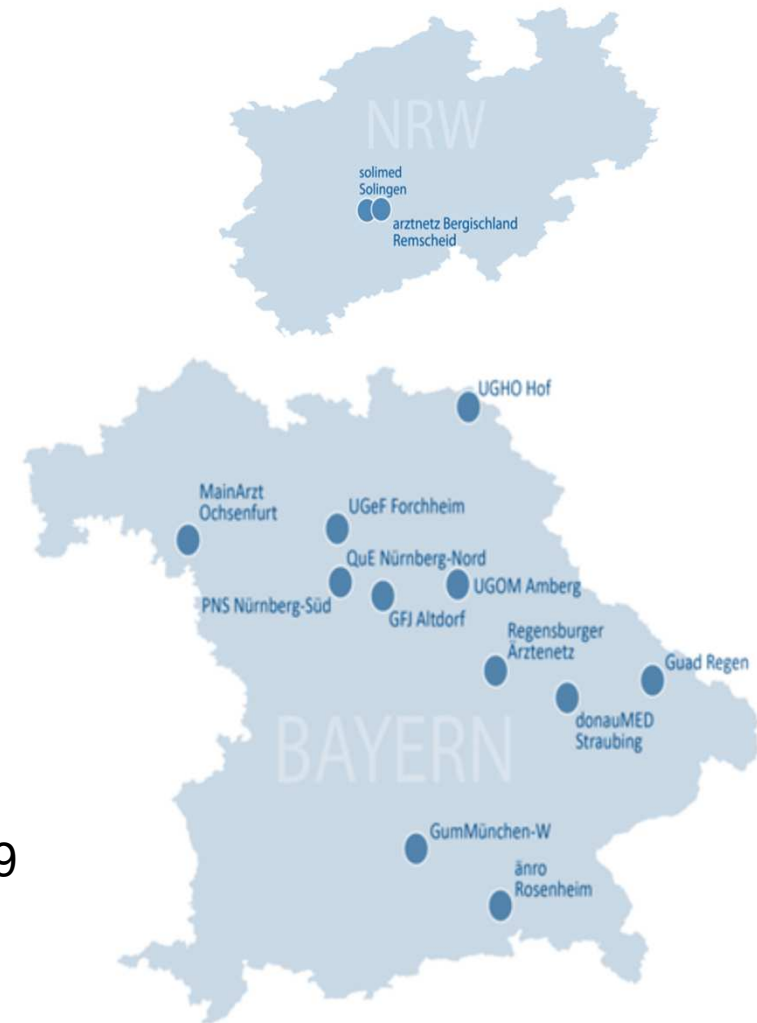 NRW
solimed
Solingen
arztnetz Bergischland
Remscheid
UGHO Hof
MainArzt
Ochsenfurt
UGeF Forchheim
QuE Nürnberg-Nord
UGOM Amberg
PNS Nürnberg-Süd
GFJ Altdorf
Regensburger
Ärztenetz
Guad Regen
donauMED
Straubing
BAYERN
GumMünchen-W
9
änro
Rosenheim